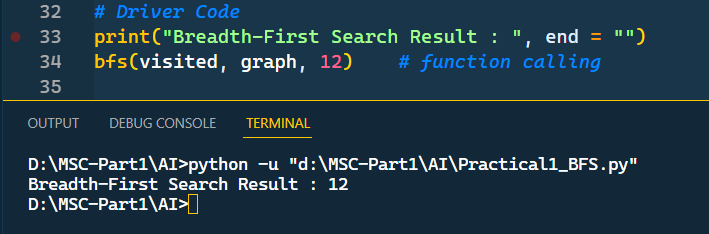 32 # Driver Code
33 print("Breadth-First Search Result : ", end = "")
34 bfs(visited, graph, 12)    # function calling
35
OUTPUT DEBUG CONSOLE TERMINAL
D:\MSC-Part1\AI>python -u "d:\MSC-Part1\AI\Practical1_BFS.py"
Breadth-First Search Result : 12
D:\MSC-Part1\AI>